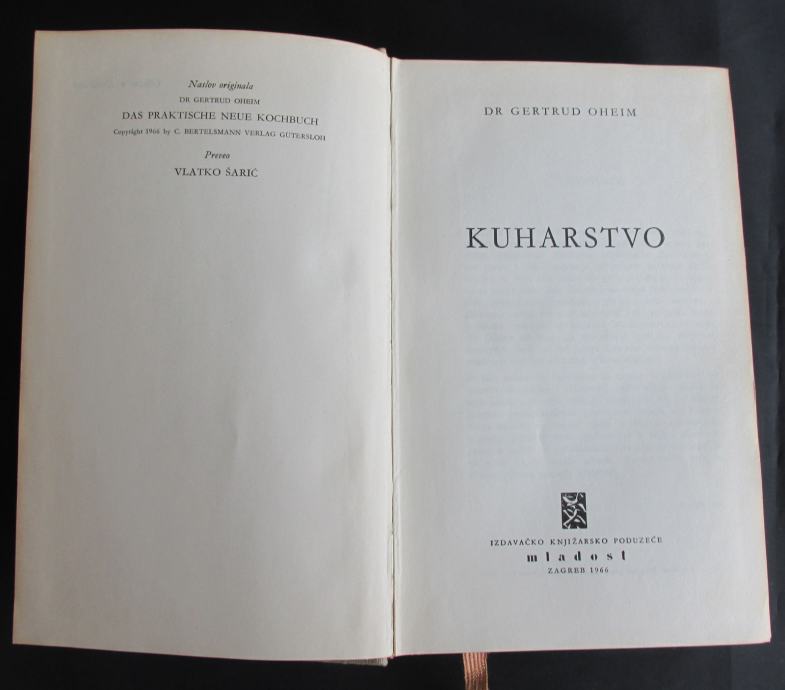 Naslov originala
DR GERTRUD OHEIM
DAS PRAKTISCHE NEUE KOCHBUCH
Copyright 1966 by C. BERTELSMANN VERLAG GÜTERSLOH
Preveo
VLATKO ŠARIĆ
DR GERTRUD OHEIM
KUHARSTVO
IZDAVAČKO KNJIŽARSKO PODUZEĆE
mladost
ZAGREB 1966